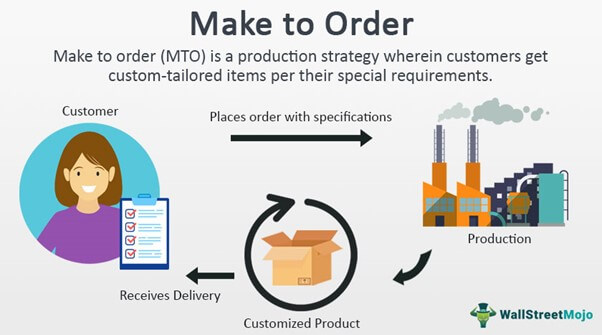 Make to Order
Make to order (MTO) is a production strategy wherein customers get
custom-tailored items per their special requirements.
Customer
Places order with specifications
Production
Receives Delivery
Customized Product
WallStreetMojo